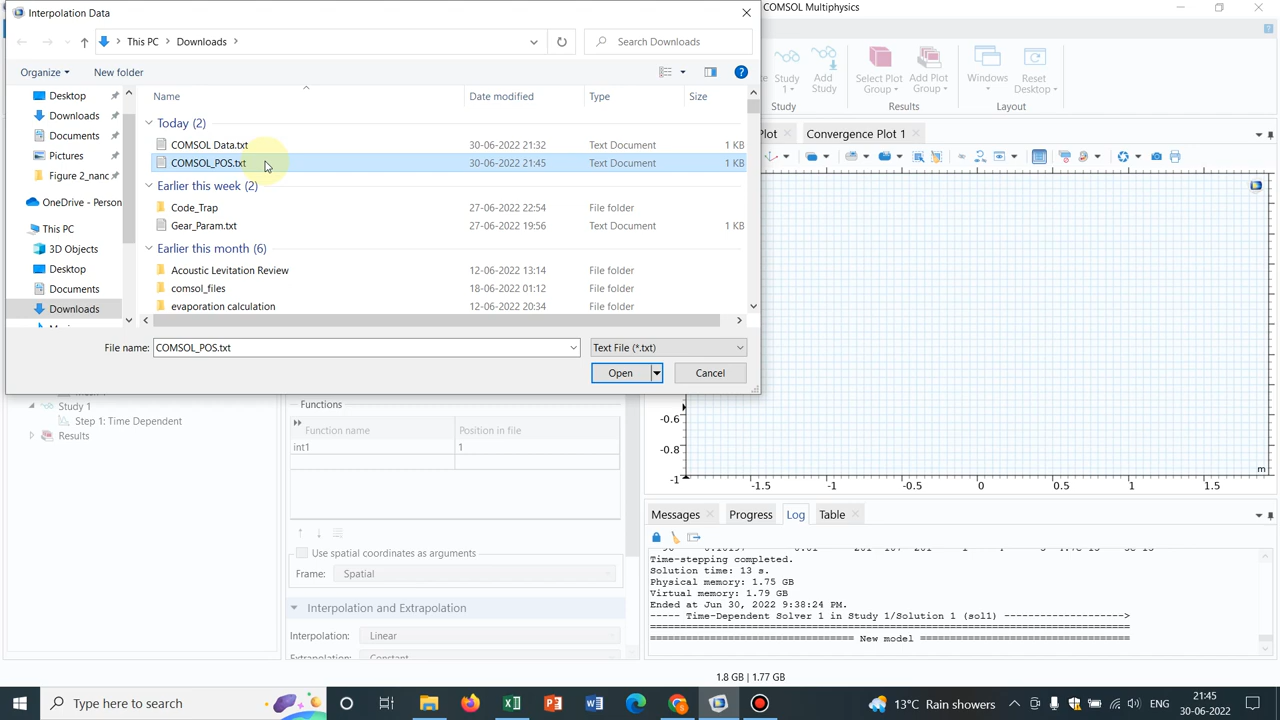 Interpolation Data
COMSOL Multiphysics
This PC
Downloads
Search Downloads
Organize
New folder
Name
Date modified
Type
Size
Desktop
Downloads
Documents
Pictures
Figure 2_nanc
OneDrive - Person
This PC
3D Objects
Desktop
Documents
Downloads
Today (2)
COMSOL Data.txt 30-06-2022 21:32 Text Document 1 KB
COMSOL_POS.txt 30-06-2022 21:45 Text Document 1 KB
Earlier this week (2)
Code_Trap 27-06-2022 22:54 File folder
Gear_Param.txt 27-06-2022 19:56 Text Document 1 KB
Earlier this month (6)
Acoustic Levitation Review 12-06-2022 13:14 File folder
comsol_files 18-06-2022 01:12 File folder
evaporation calculation 12-06-2022 20:34 File folder
File name: COMSOL_POS.txt
Text File (*.txt)
Open
Cancel
Study 1
Add Study
Study
Select Plot Group
Add Plot Group
Results
Windows
Reset Desktop
Layout
Plot
Convergence Plot 1
Study 1
Step 1: Time Dependent
Results
Functions
Function name
Position in file
int1
1
Use spatial coordinates as arguments
Frame: Spatial
Interpolation and Extrapolation
Interpolation: Linear
-0.6
-0.8
-1
-1.5 -1 -0.5 0 0.5 1 1.5
m
Messages
Progress
Log
Table
Time-stepping completed.
Solution time: 13 s.
Physical memory: 1.75 GB
Virtual memory: 1.79 GB
Ended at Jun 30, 2022 9:38:24 PM.
----- Time-Dependent Solver 1 in Study 1/Solution 1 (sol1) -------------------->
================================================================================
================================== New model ==================================
1.8 GB | 1.77 GB
Type here to search
13°C Rain showers
ENG
21:45
30-06-2022